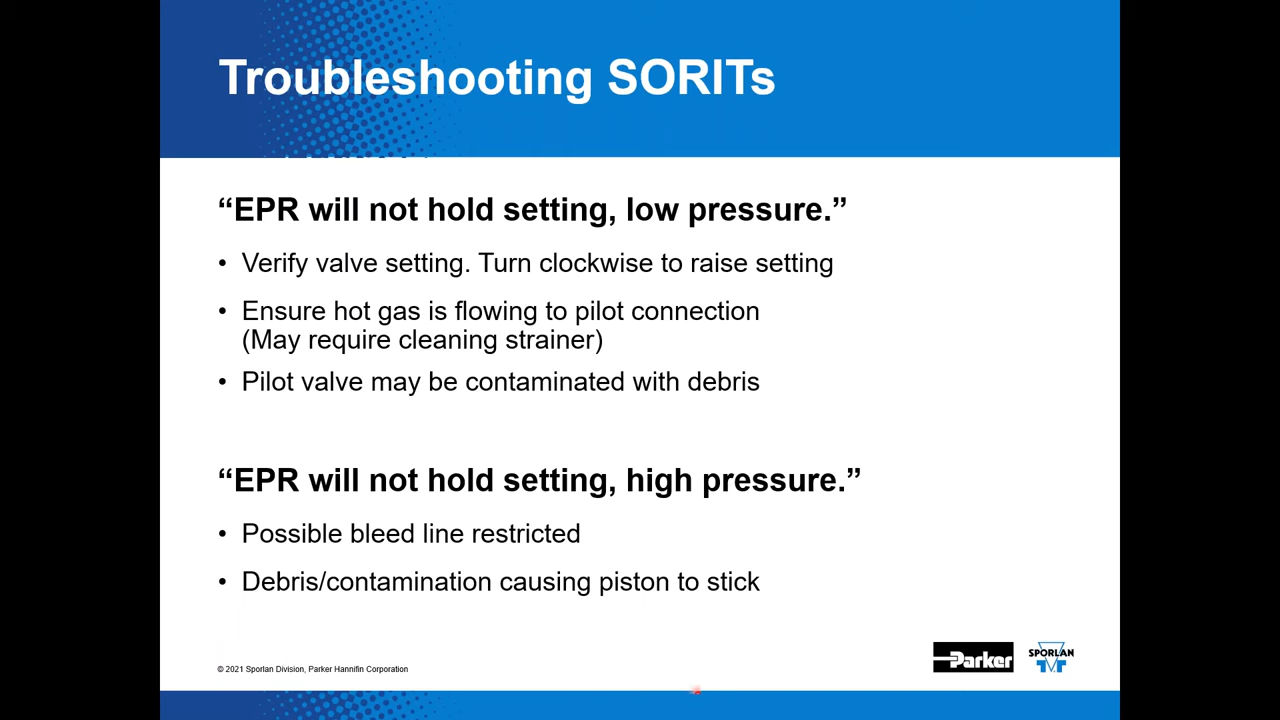 Troubleshooting SORITs
“EPR will not hold setting, low pressure.”
• Verify valve setting. Turn clockwise to raise setting
• Ensure hot gas is flowing to pilot connection
(May require cleaning strainer)
• Pilot valve may be contaminated with debris
“EPR will not hold setting, high pressure.”
• Possible bleed line restricted
• Debris/contamination causing piston to stick
© 2021 Sporlan Division, Parker Hannifin Corporation
Parker
SPORLAN